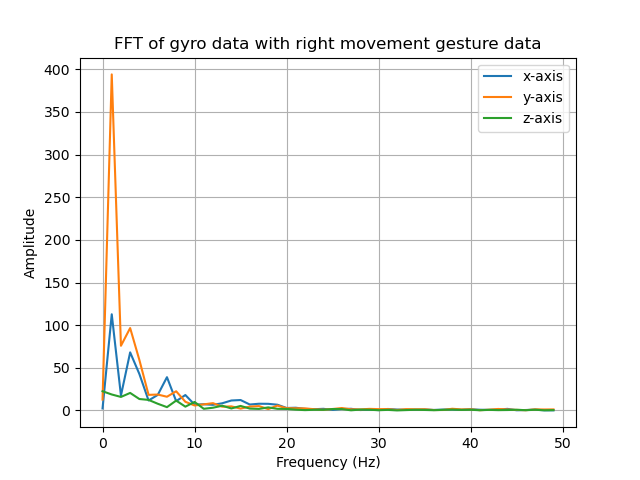 FFT of gyro data with right movement gesture data
x-axis
y-axis
z-axis
400
350
300
250
200
150
100
50
0
Amplitude
0 10 20 30 40 50
Frequency (Hz)